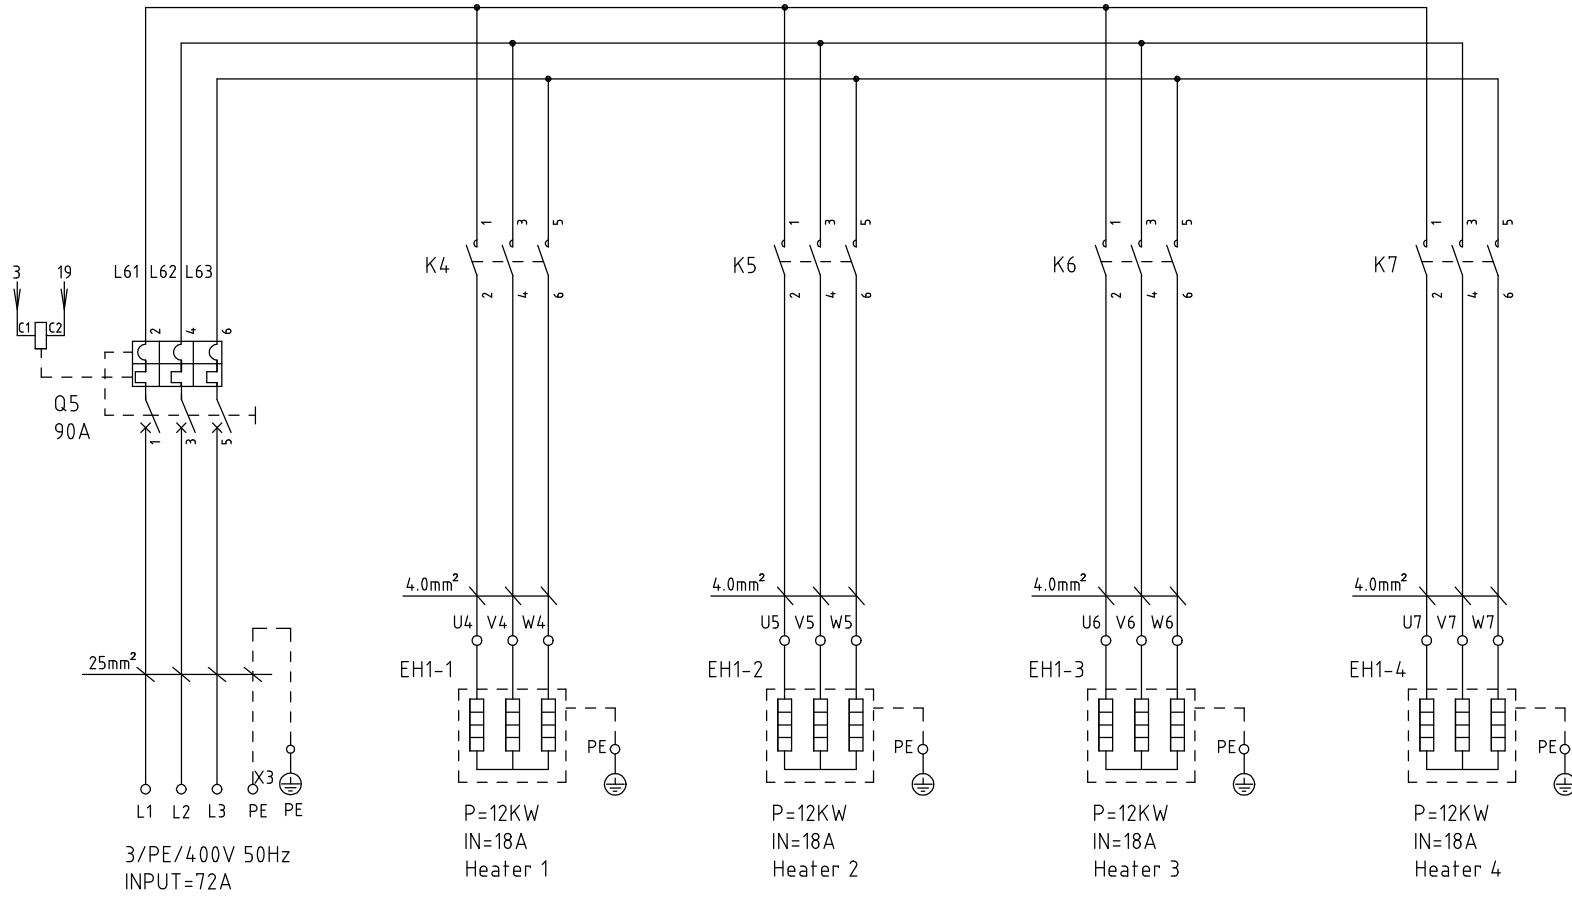 1 3 5 1 3 5 1 3 5 1 3 5
K4 K5 K6 K7
3 19 L61 L62 L63
2 4 6 2 4 6 2 4 6 2 4 6
C1 C2 2 4 6
Q5
90A
1 3 5
4.0mm² 4.0mm² 4.0mm² 4.0mm²
U4 V4 W4 U5 V5 W5 U6 V6 W6 U7 V7 W7
25mm²
EH1-1 EH1-2 EH1-3 EH1-4
PE PE PE PE
X3
L1 L2 L3 PE PE
P=12KW P=12KW P=12KW P=12KW
IN=18A IN=18A IN=18A IN=18A
3/PE/400V 50Hz
Heater 1 Heater 2 Heater 3 Heater 4
INPUT=72A